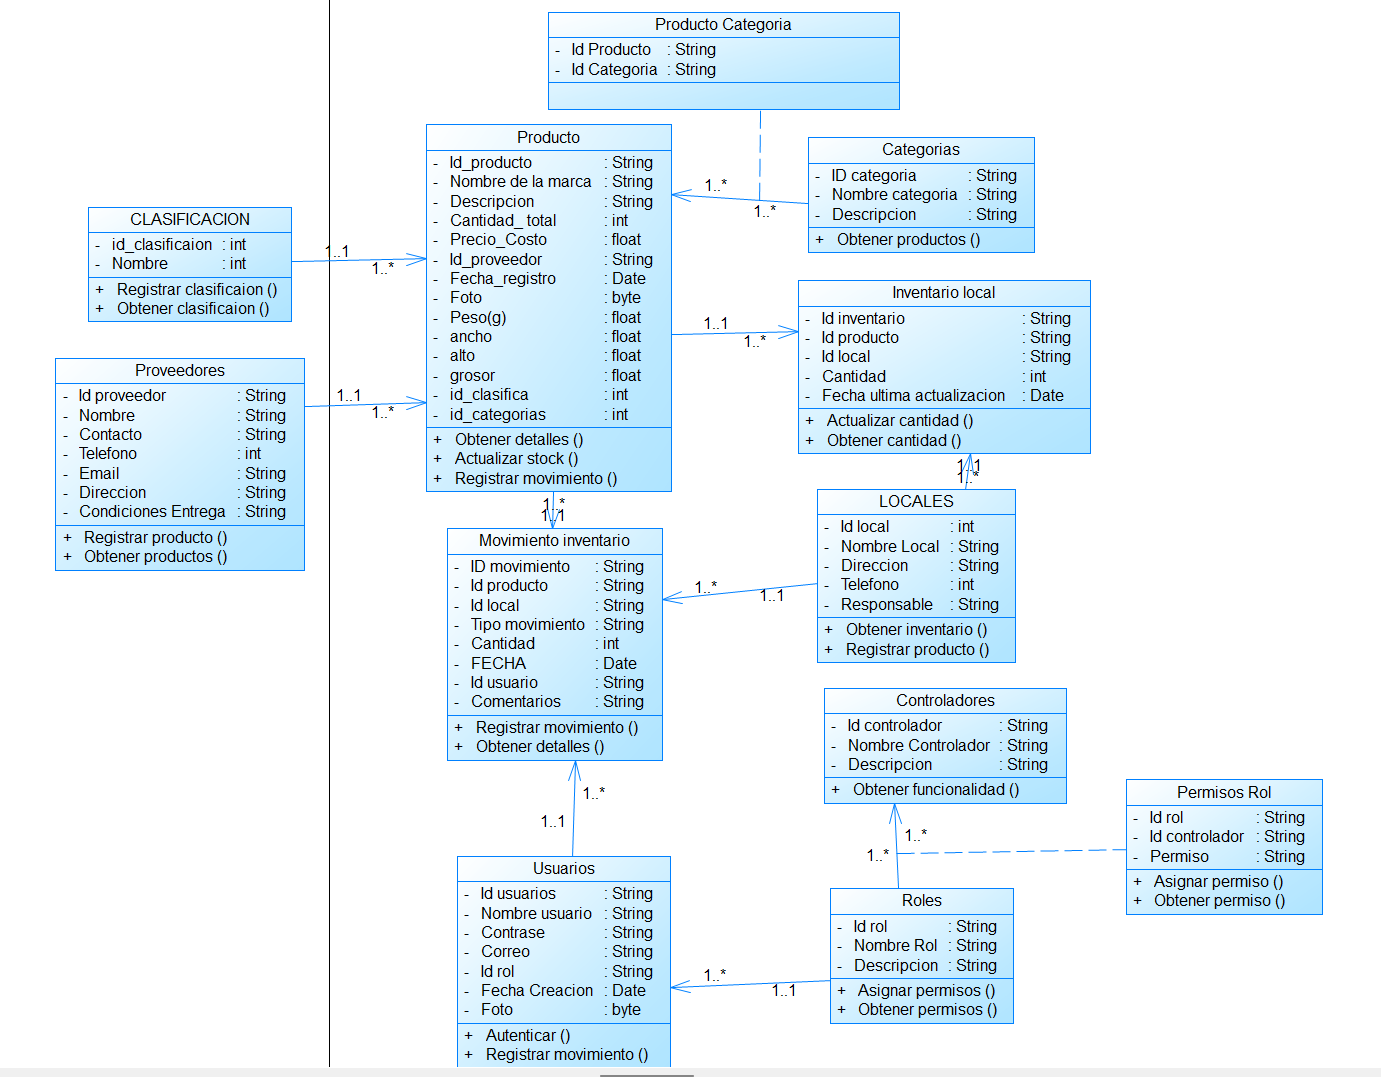 Producto Categoria
- Id Producto : String
- Id Categoria : String
Producto
- Id_producto : String
- Nombre de la marca : String
- Descripcion : String
- Cantidad_ total : int
- Precio_Costo : float
- Id_proveedor : String
- Fecha_registro : Date
- Foto : byte
- Peso(g) : float
- ancho : float
- alto : float
- grosor : float
- id_clasifica : int
- id_categorias : int
+ Obtener detalles ()
+ Actualizar stock ()
+ Registrar movimiento ()
Categorias
- ID categoria : String
- Nombre categoria : String
- Descripcion : String
+ Obtener productos ()
1..*
1..*
CLASIFICACION
- id_clasificaion : int
- Nombre : int
+ Registrar clasificaion ()
+ Obtener clasificaion ()
1..1
1..*
Inventario local
- Id inventario : String
- Id producto : String
- Id local : String
- Cantidad : int
- Fecha ultima actualizacion : Date
+ Actualizar cantidad ()
+ Obtener cantidad ()
1..1
1..*
Proveedores
- Id proveedor : String
- Nombre : String
- Contacto : String
- Telefono : int
- Email : String
- Direccion : String
- Condiciones Entrega : String
+ Registrar producto ()
+ Obtener productos ()
1..1
1..*
1..1
1..*
LOCALES
- Id local : int
- Nombre Local : String
- Direccion : String
- Telefono : int
- Responsable : String
+ Obtener inventario ()
+ Registrar producto ()
1..*
1..1
Movimiento inventario
- ID movimiento : String
- Id producto : String
- Id local : String
- Tipo movimiento : String
- Cantidad : int
- FECHA : Date
- Id usuario : String
- Comentarios : String
+ Registrar movimiento ()
+ Obtener detalles ()
1..*
1..1
Controladores
- Id controlador : String
- Nombre Controlador : String
- Descripcion : String
+ Obtener funcionalidad ()
Permisos Rol
- Id rol : String
- Id controlador : String
- Permiso : String
+ Asignar permiso ()
+ Obtener permiso ()
1..*
1..1
1..*
1..*
Usuarios
- Id usuarios : String
- Nombre usuario : String
- Contrase : String
- Correo : String
- Id rol : String
- Fecha Creacion : Date
- Foto : byte
+ Autenticar ()
+ Registrar movimiento ()
Roles
- Id rol : String
- Nombre Rol : String
- Descripcion : String
+ Asignar permisos ()
+ Obtener permisos ()
1..*
1..1